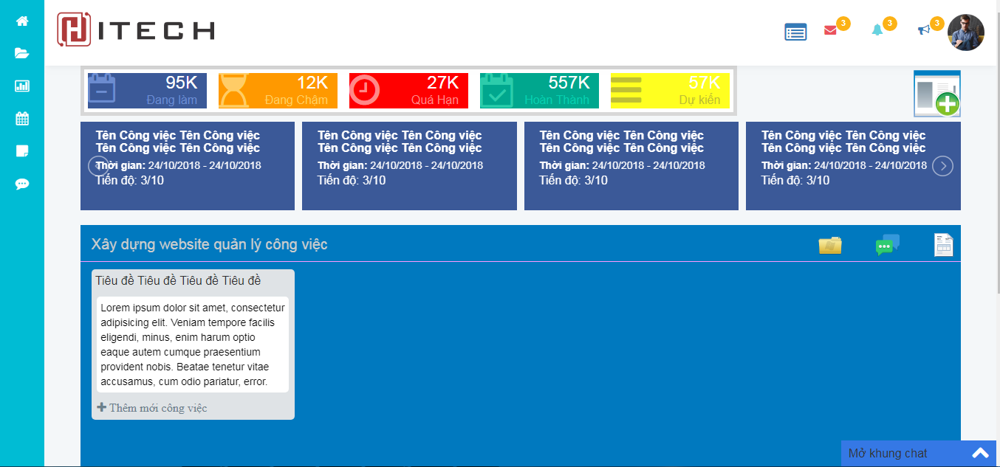 HITECH
3
3
3
95K
Đang làm
12K
Đang Chậm
27K
Quá Hạn
557K
Hoàn Thành
57K
Dự kiến
Tên Công việc Tên Công việc
Tên Công việc Tên Công việc
Thời gian: 24/10/2018 - 24/10/2018
Tiến độ: 3/10
Tên Công việc Tên Công việc
Tên Công việc Tên Công việc
Thời gian: 24/10/2018 - 24/10/2018
Tiến độ: 3/10
Tên Công việc Tên Công việc
Tên Công việc Tên Công việc
Thời gian: 24/10/2018 - 24/10/2018
Tiến độ: 3/10
Tên Công việc Tên Công việc
Tên Công việc Tên Công việc
Thời gian: 24/10/2018 - 24/10/2018
Tiến độ: 3/10
Xây dựng website quản lý công việc
Tiêu đề Tiêu đề Tiêu đề Tiêu đề
Lorem ipsum dolor sit amet, consectetur
adipisicing elit. Veniam tempore facilis
eligendi, minus, enim harum optio
eaque autem cumque praesentium
provident nobis. Beatae tenetur vitae
accusamus, cum odio pariatur, error.
Thêm mới công việc
Mở khung chat